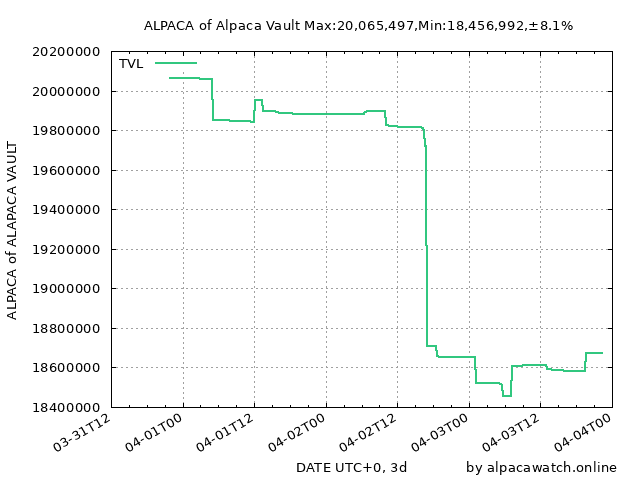 ALPACA of Alpaca Vault Max:20,065,497,Min:18,456,992,±8.1%
TVL
20200000
20000000
19800000
19600000
19400000
19200000
19000000
18800000
18600000
18400000
ALPACA of ALAPACA VAULT
03-31T12
04-01T00
04-01T12
04-02T00
04-02T12
04-03T00
04-03T12
04-04T00
DATE UTC+0, 3d
by alpacawatch.online